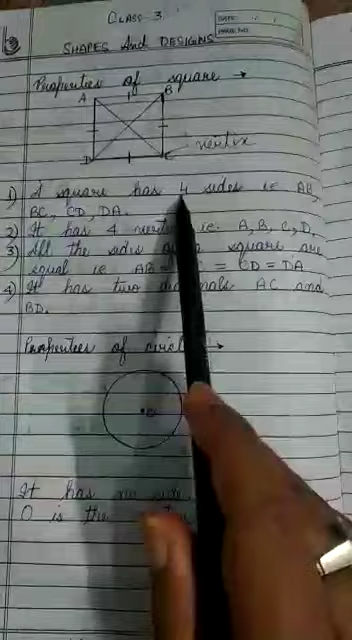 CLASS 3
DATE
PAGE NO.
SHAPES And DESIGNS
Properties of square →
A B
vertex
D C
1) A square has 4 sides ie AB,
BC, CD, DA.
2) It has 4 ie. A, B, C, D.
3) All the sides a square are
equal ie AB = = CD = DA
4) It has two AC and
BD.
Properties of →
O
It has no
O is the